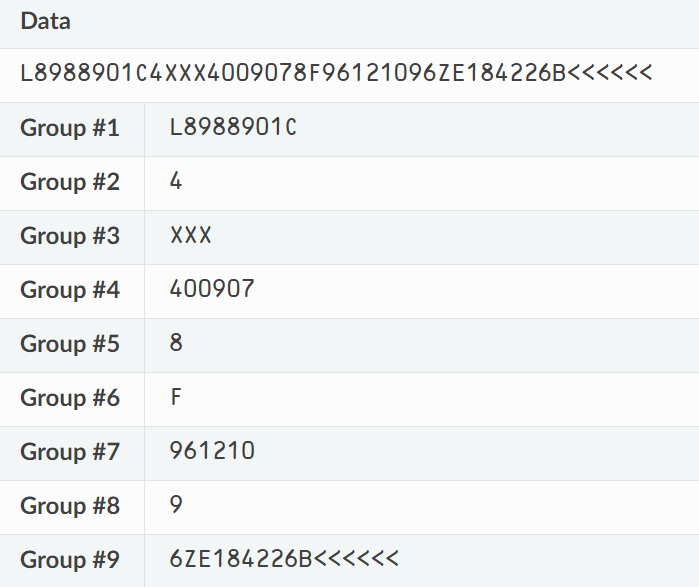 Data
L8988901C4XXX4009078F96121096ZE184226B<<<<<<
Group #1 L8988901C
Group #2 4
Group #3 XXX
Group #4 400907
Group #5 8
Group #6 F
Group #7 961210
Group #8 9
Group #9 6ZE184226B<<<<<<